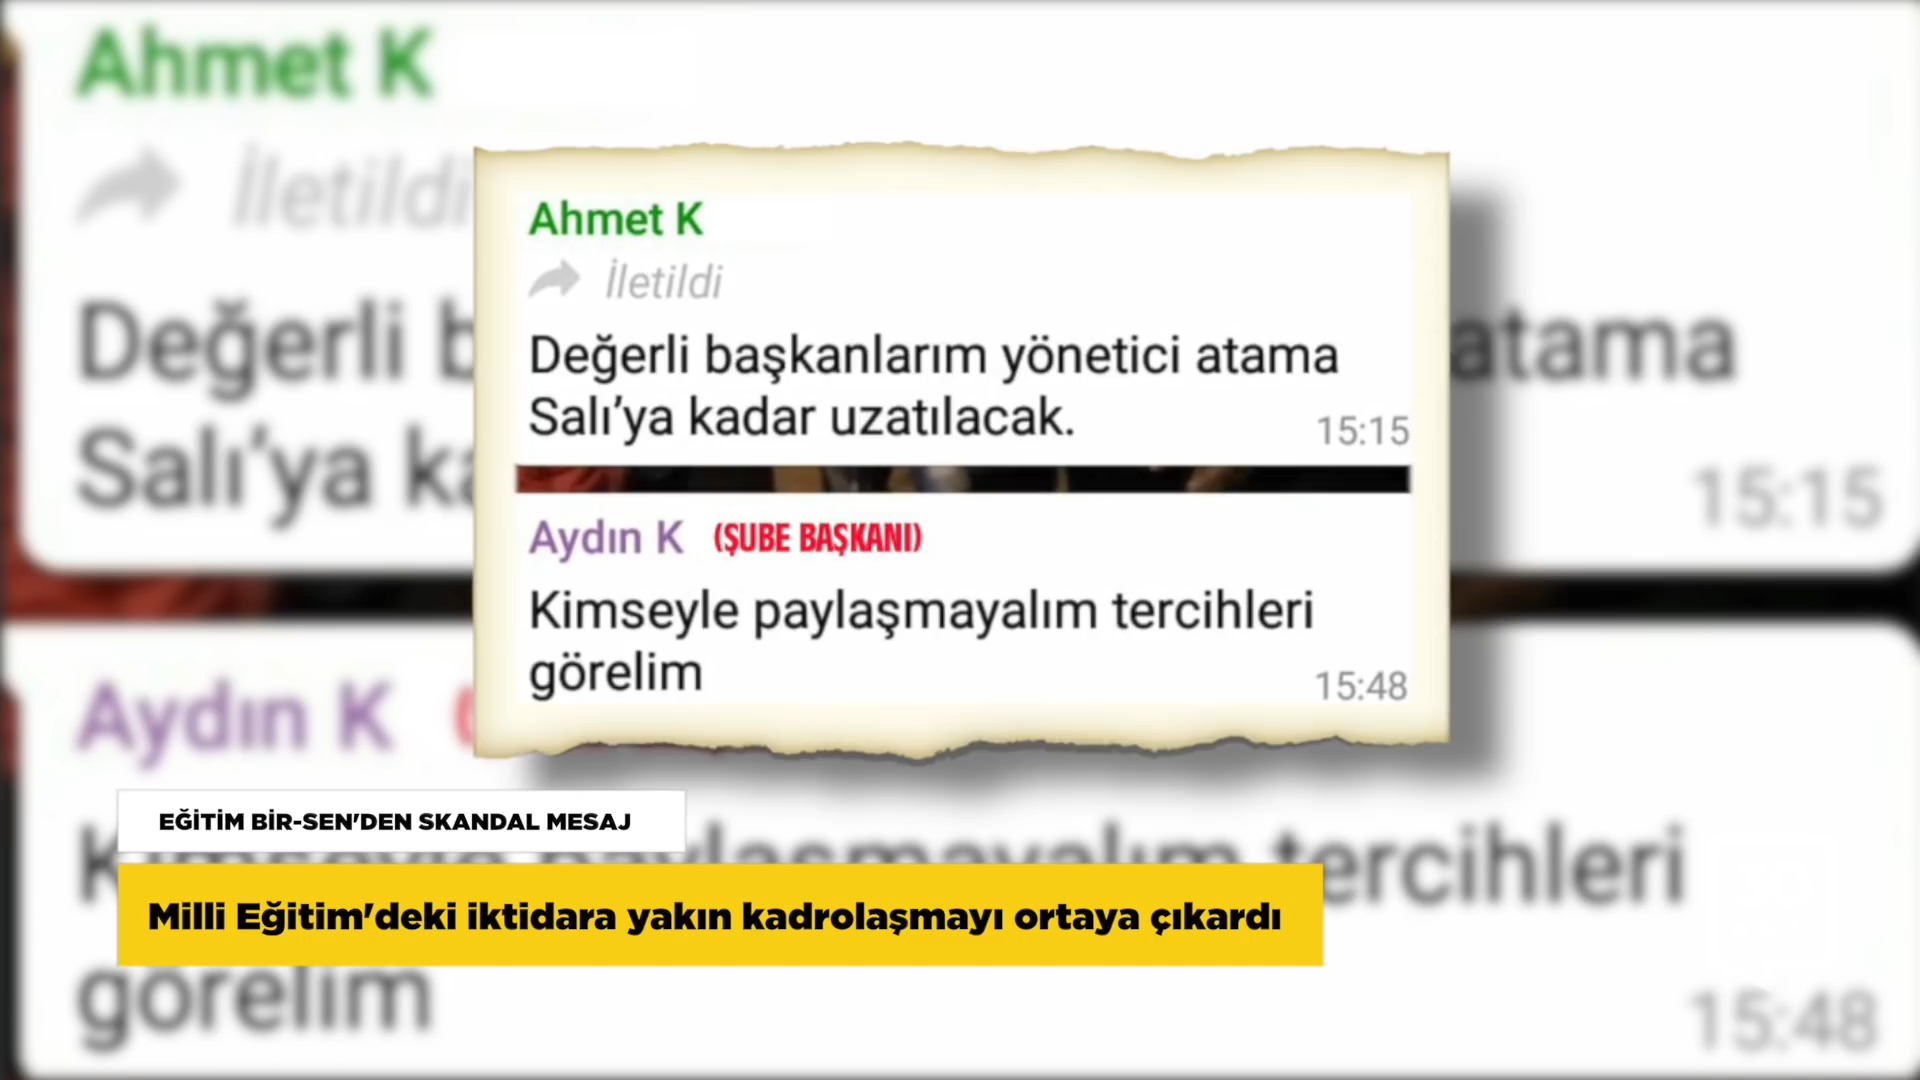 Ahmet K
İletildi
Değerli başkanlarım yönetici atama
Salı'ya kadar uzatılacak.
15:15
Aydın K (ŞUBE BAŞKANI)
Kimseyle paylaşmayalım tercihleri
görelim
15:48
EĞİTİM BİR-SEN'DEN SKANDAL MESAJ
Milli Eğitim'deki iktidara yakın kadrolaşmayı ortaya çıkardı
Ahmet K
İletildi
Değerli
atama
Salı'ya
15:15
Aydın K
tercihleri
görelim
15:48